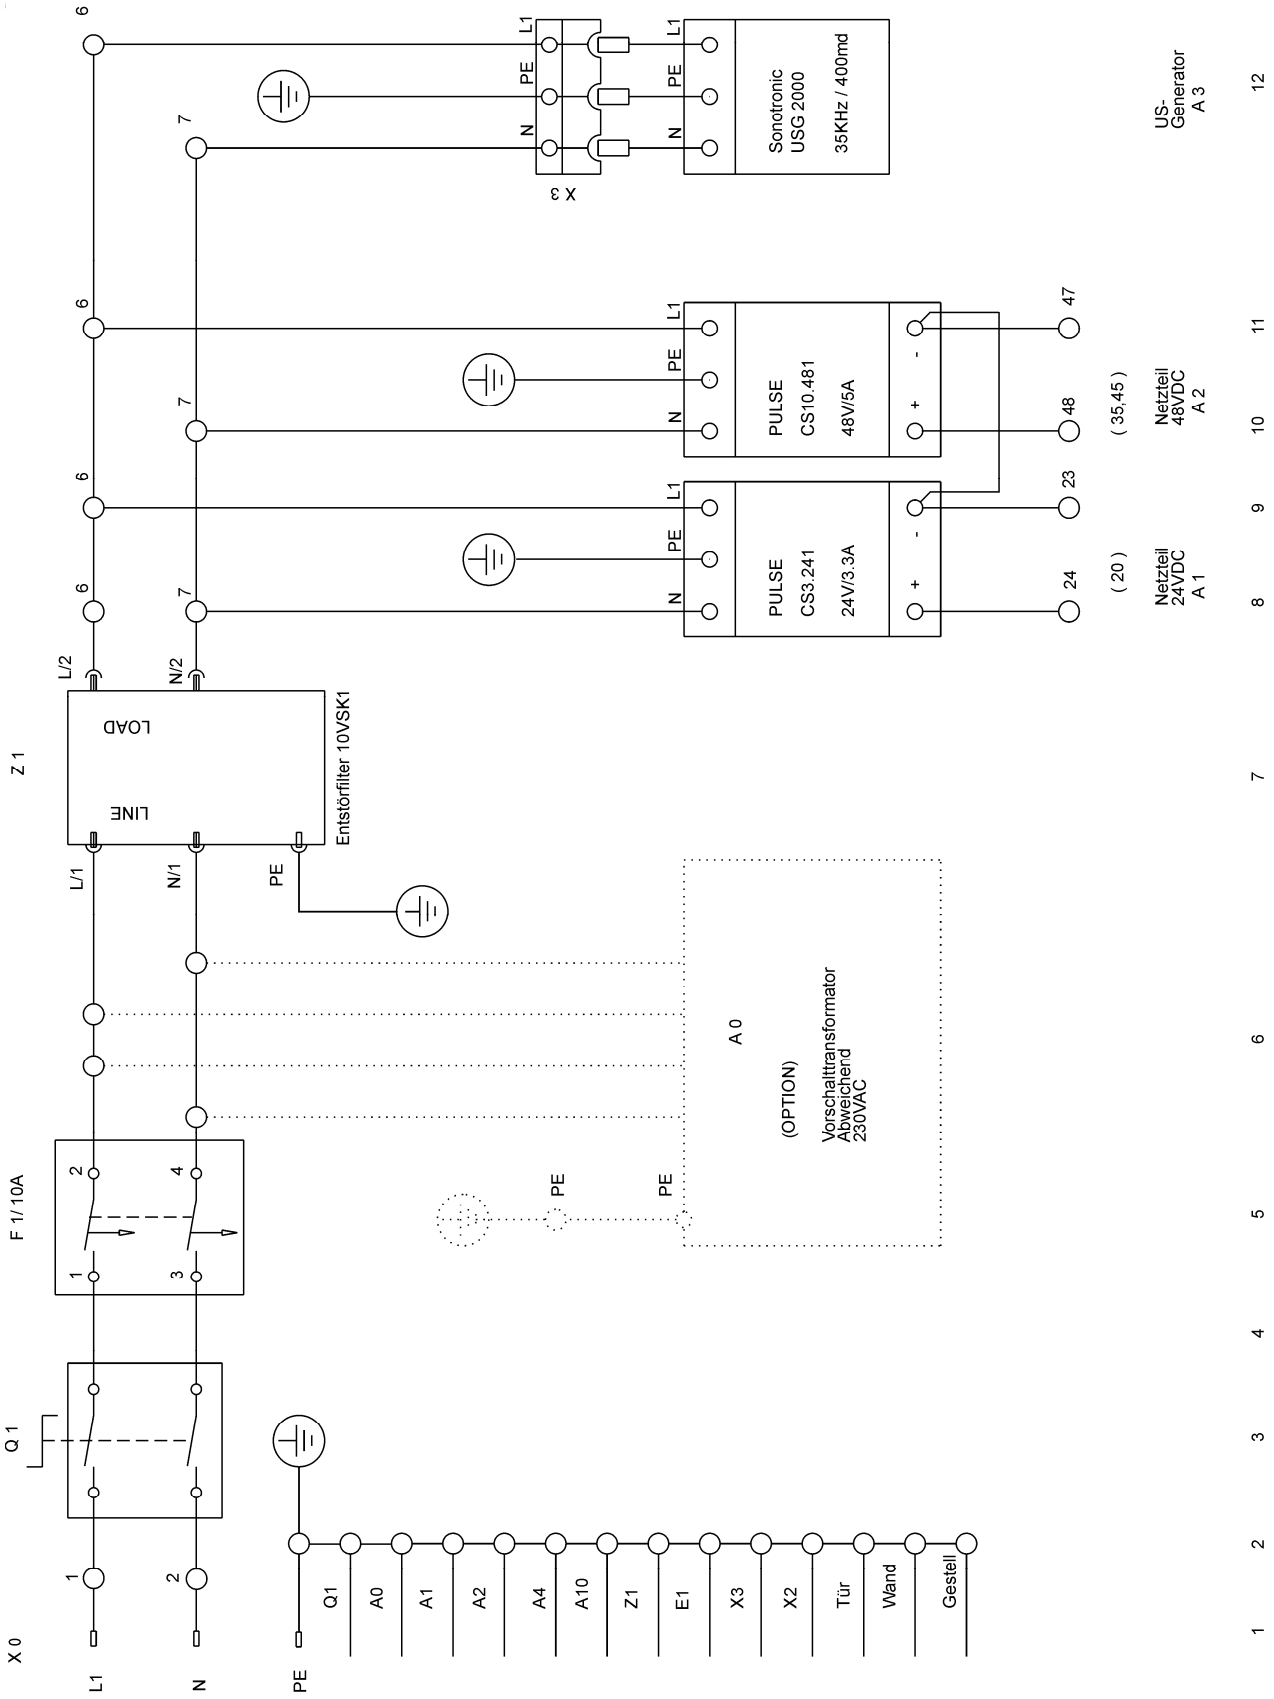 X 0
L1
1
N
2
PE
Q1
A0
A1
A2
A4
A10
Z1
E1
X3
X2
Tür
Wand
Gestell
Q 1
F 1/ 10A
1
2
3
4
PE
PE
A 0
(OPTION)
Vorschalttransformator
Abweichend
230VAC
Z 1
L/1
N/1
PE
LINE
LOAD
Entstörfilter 10VSK1
L/2
N/2
6
7
6
7
6
6
7
N
PE
L1
PULSE
CS3.241
24V/3.3A
+
-
24
23
( 20 )
Netzteil
24VDC
A 1
N
PE
L1
PULSE
CS10.481
48V/5A
+
-
48
47
( 35,45 )
Netzteil
48VDC
A 2
X 3
N
PE
L1
N
PE
L1
Sonotronic
USG 2000
35KHz / 400md
US-
Generator
A 3
1
2
3
4
5
6
7
8
9
10
11
12